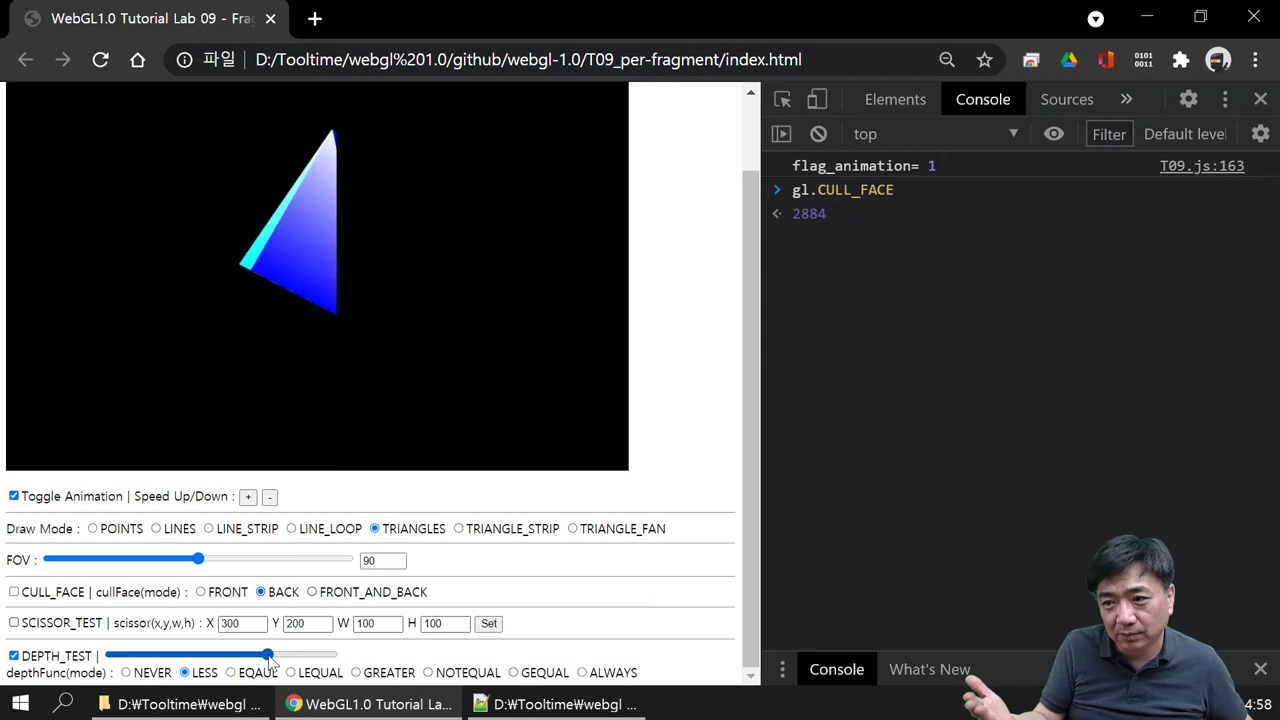 WebGL1.0 Tutorial Lab 09 - Frag
파일 D:/Tooltime/webgl%201.0/github/webgl-1.0/T09_per-fragment/index.html
0101
0011
Elements Console Sources
top Filter Default leve
flag_animation= 1 T09.js:163
gl.CULL_FACE
2884
Toggle Animation | Speed Up/Down : + -
Draw Mode : POINTS LINES LINE_STRIP LINE_LOOP TRIANGLES TRIANGLE_STRIP TRIANGLE_FAN
FOV : 90
CULL_FACE | cullFace(mode) : FRONT BACK FRONT_AND_BACK
SCISSOR_TEST | scissor(x,y,w,h) : X 300 Y 200 W 100 H 100 Set
DEPTH_TEST |
depthFunc(mode) : NEVER LESS EQAUL LEQUAL GREATER NOTEQUAL GEQUAL ALWAYS
Console What's New
D:₩Tooltime₩webgl ... WebGL1.0 Tutorial La... D:₩Tooltime₩webgl ... 4:58